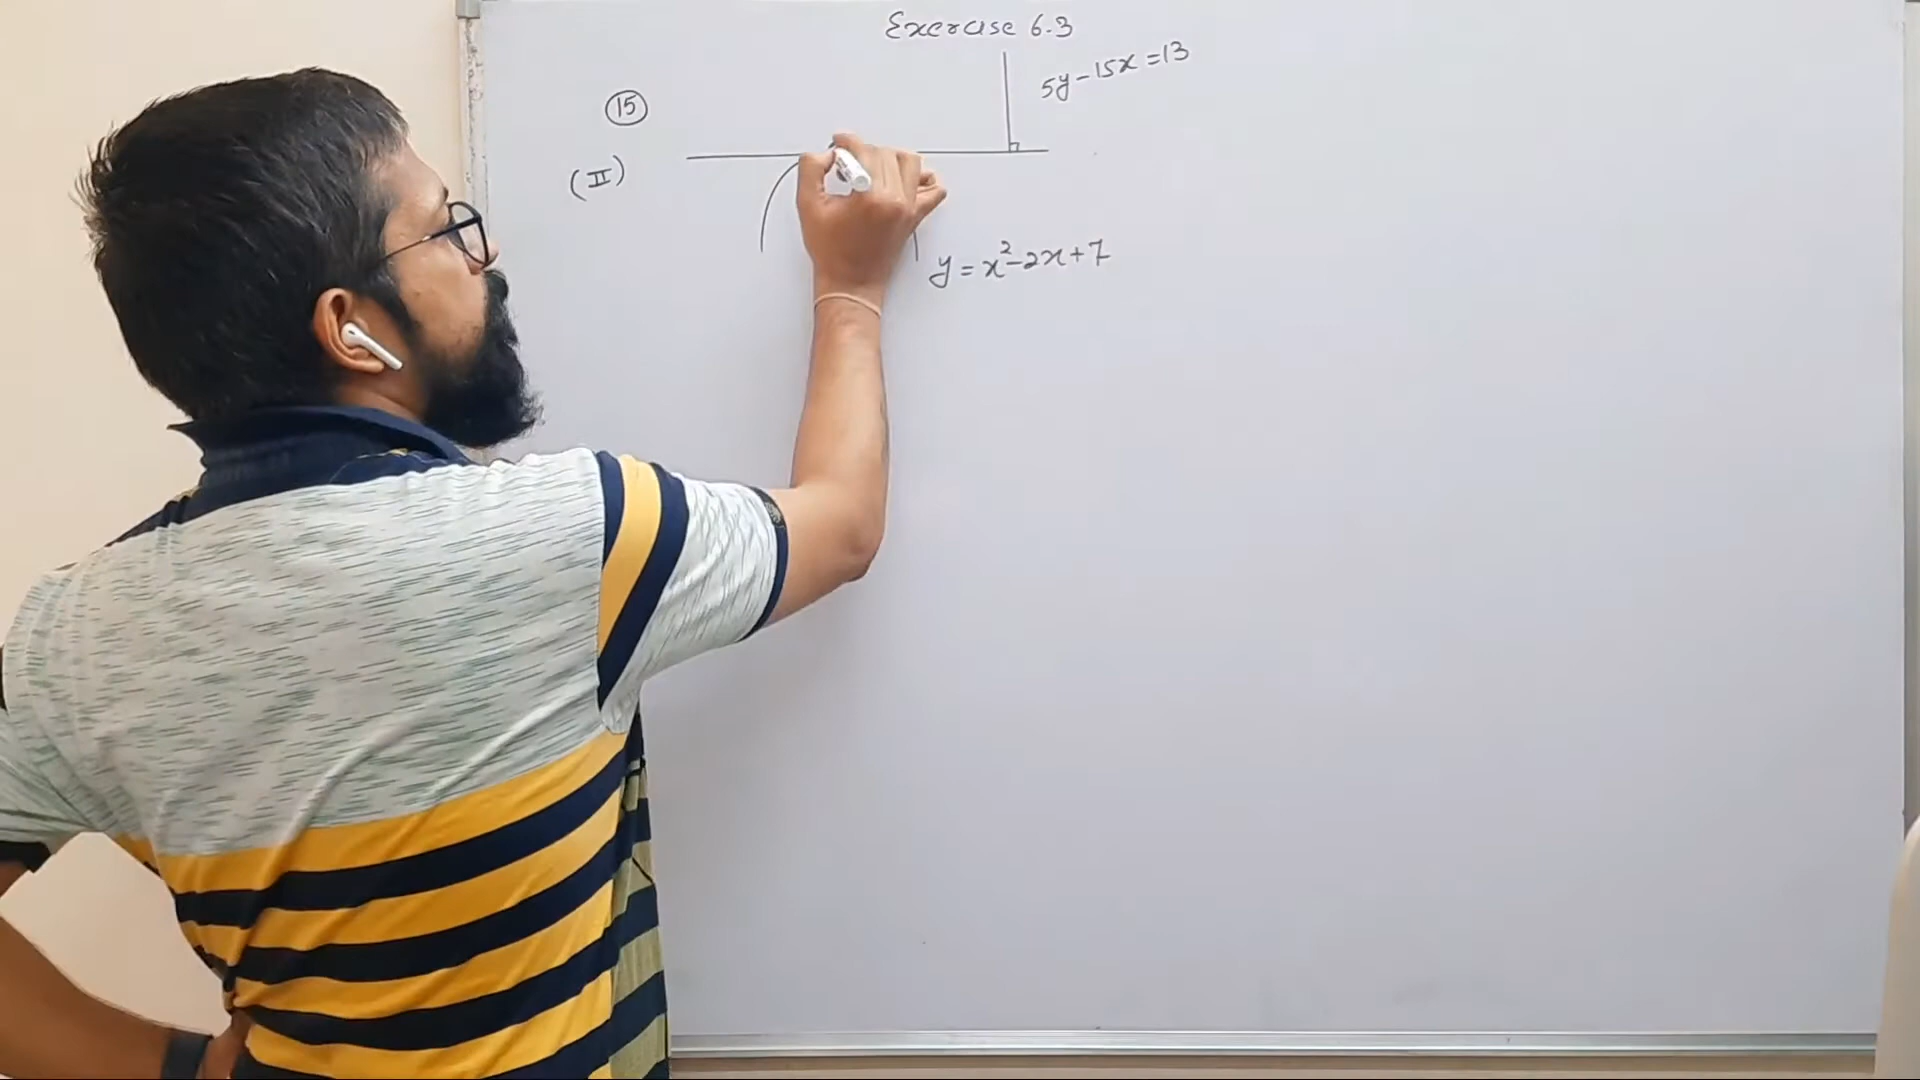 Exercise 6.3
5y-15x=13
(15)
(II)
y=x²-2x+7